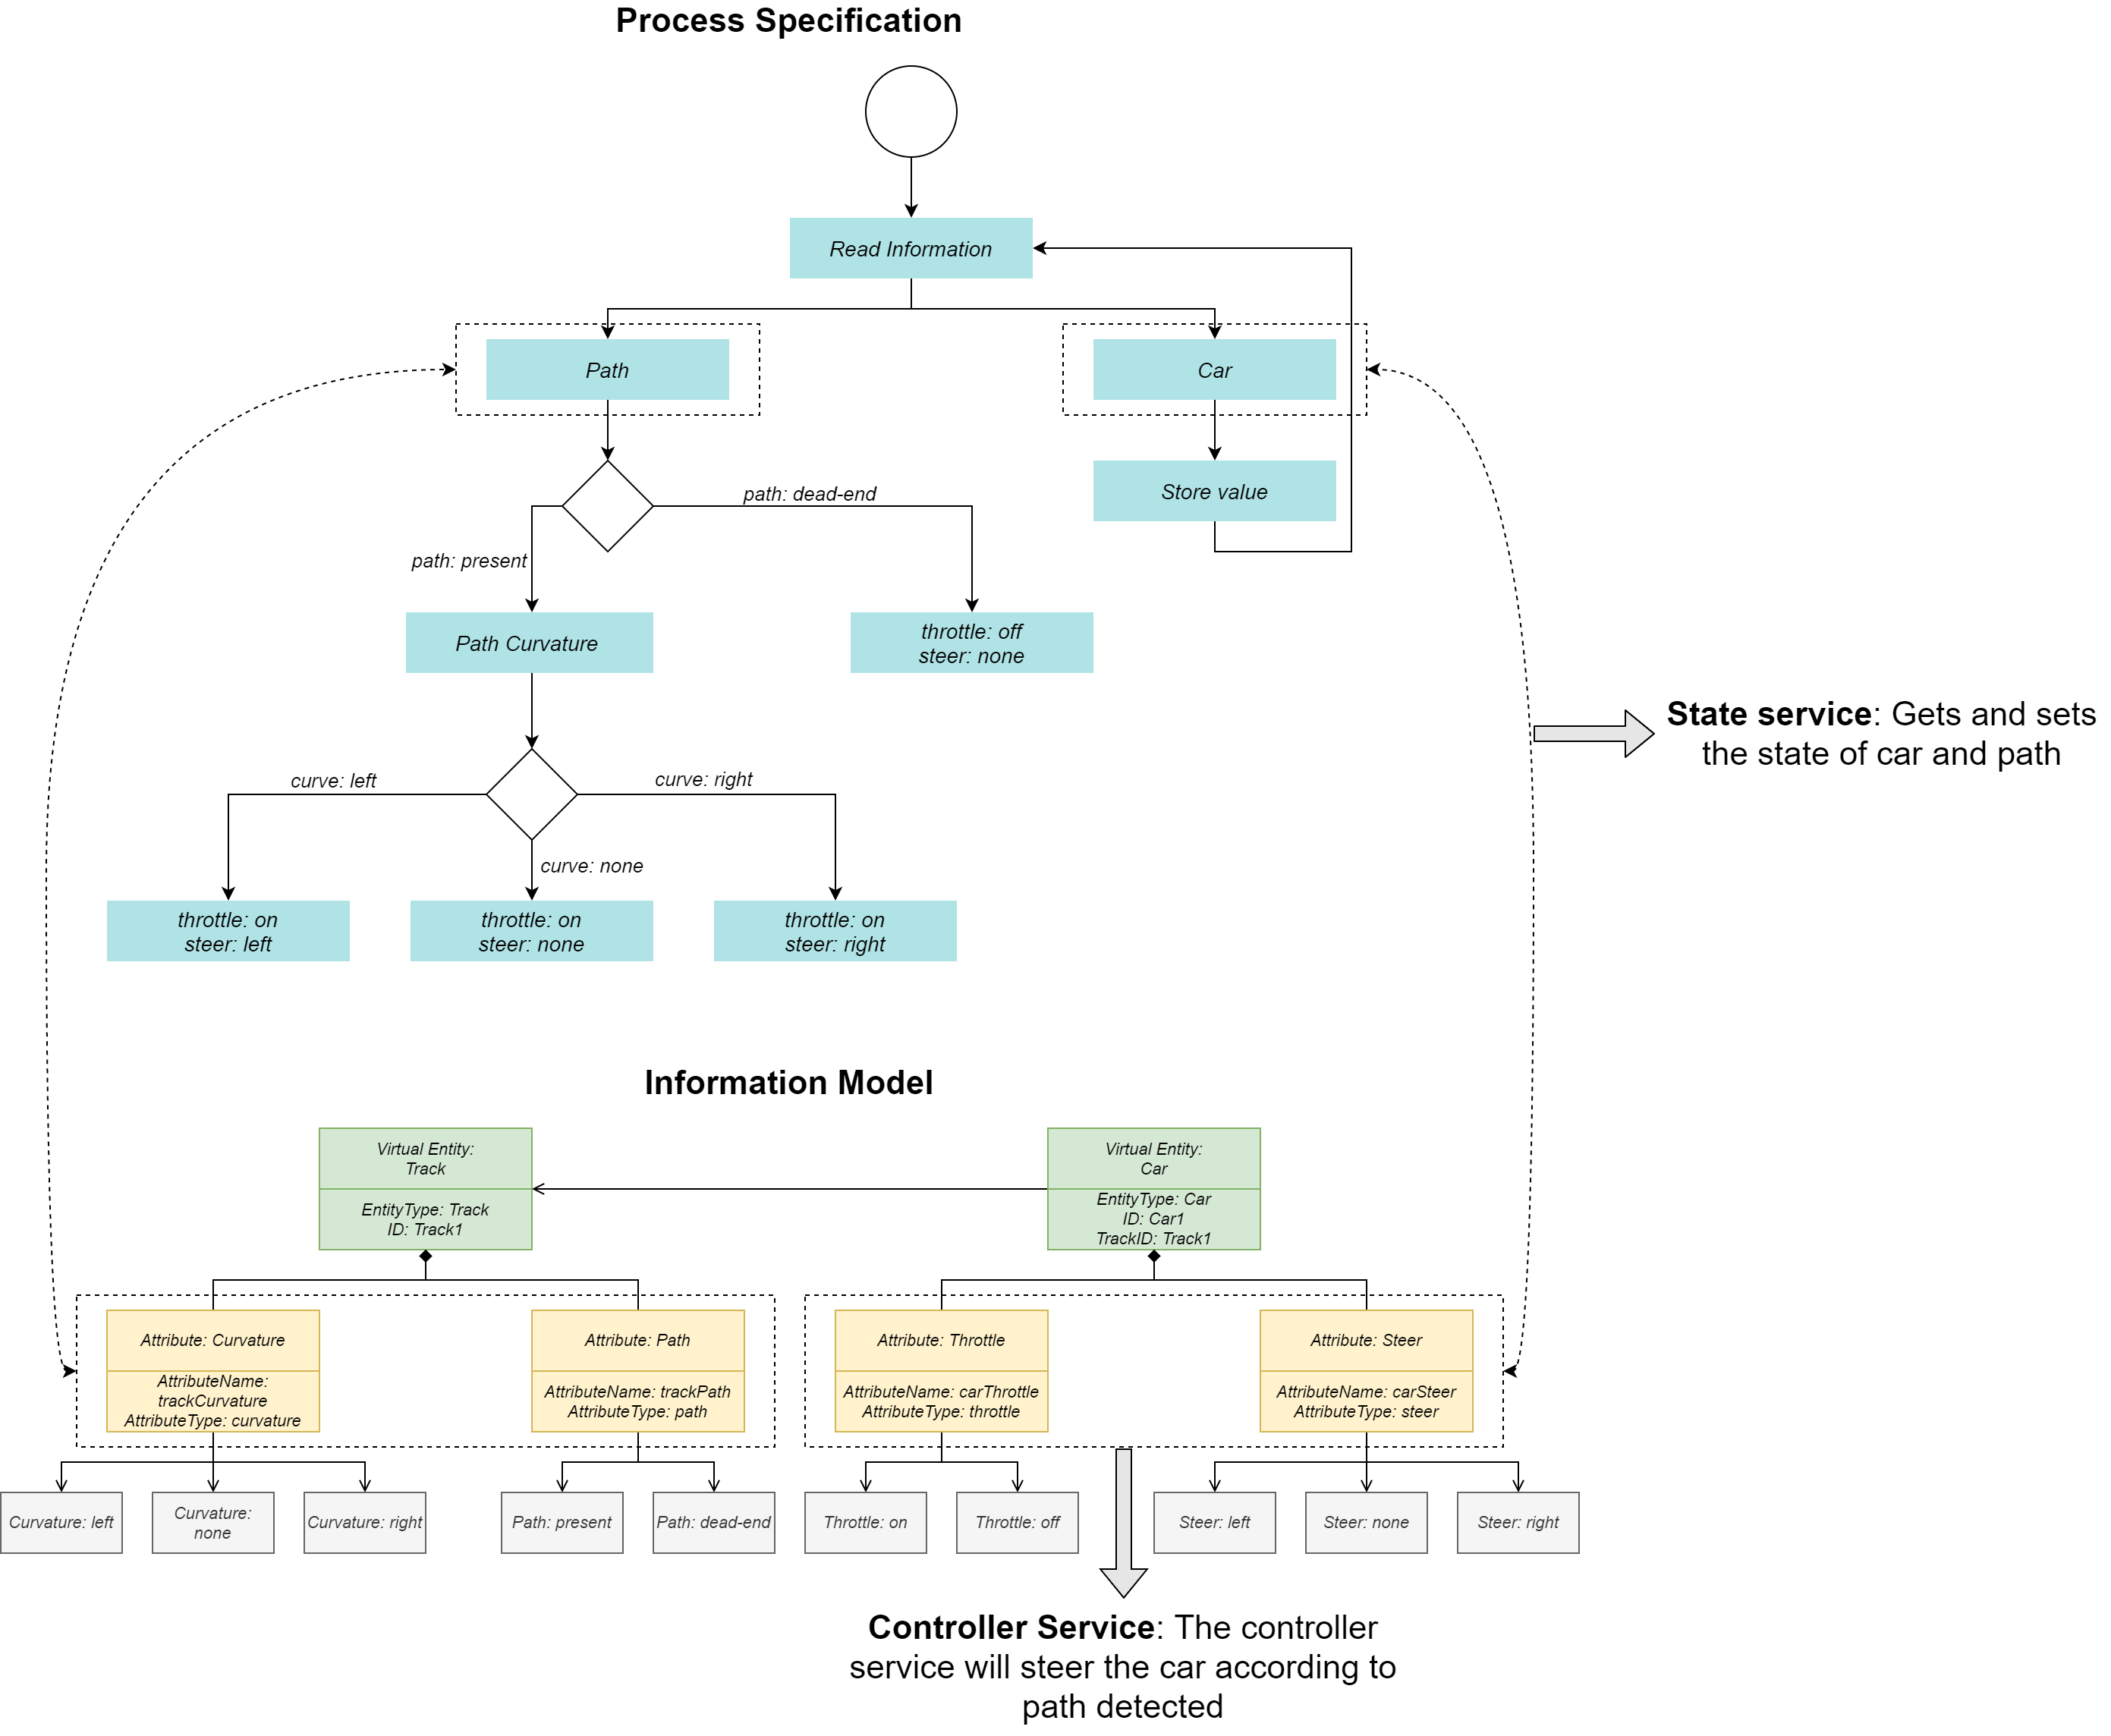 Process Specification
Read Information
Path
Car
Store value
path: dead-end
path: present
Path Curvature
throttle: off
steer: none
State service: Gets and sets
the state of car and path
curve: left
curve: right
curve: none
throttle: on
steer: left
throttle: on
steer: none
throttle: on
steer: right
Information Model
Virtual Entity:
Track
EntityType: Track
ID: Track1
Virtual Entity:
Car
EntityType: Car
ID: Car1
TrackID: Track1
Attribute: Curvature
AttributeName:
trackCurvature
AttributeType: curvature
Attribute: Path
AttributeName: trackPath
AttributeType: path
Attribute: Throttle
AttributeName: carThrottle
AttributeType: throttle
Attribute: Steer
AttributeName: carSteer
AttributeType: steer
Curvature: left
Curvature:
none
Curvature: right
Path: present
Path: dead-end
Throttle: on
Throttle: off
Steer: left
Steer: none
Steer: right
Controller Service: The controller
service will steer the car according to
path detected